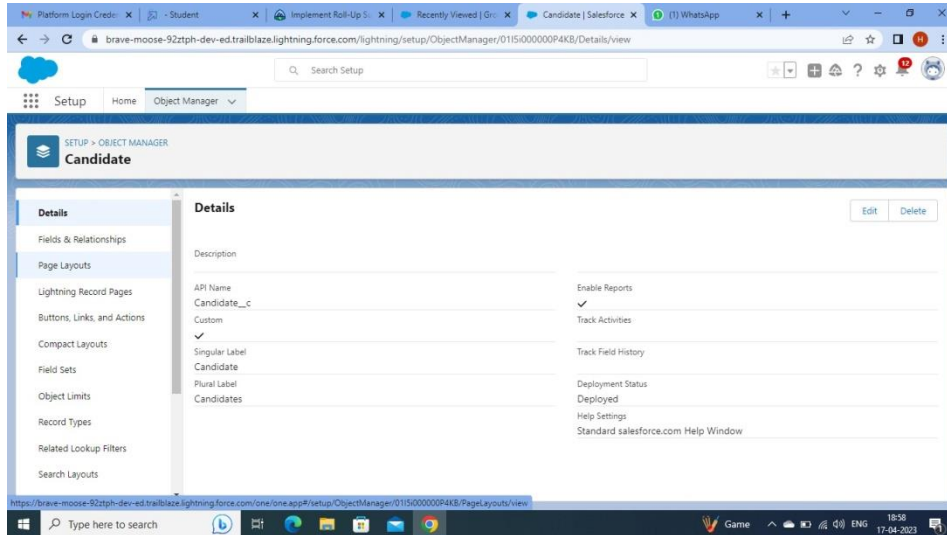 Platform Login Crede
- Student
Implement Roll-Up Su
Recently Viewed | Gro
Candidate | Salesforce
(1) WhatsApp
brave-moose-92ztph-dev-ed.trailblaze.lightning.force.com/lightning/setup/ObjectManager/01I5i000000P4KB/Details/view
H
Search Setup
12
Setup
Home
Object Manager
SETUP > OBJECT MANAGER
Candidate
Details
Fields & Relationships
Page Layouts
Lightning Record Pages
Buttons, Links, and Actions
Compact Layouts
Field Sets
Object Limits
Record Types
Related Lookup Filters
Search Layouts
Details
Edit
Delete
Description
API Name
Candidate__c
Custom
Singular Label
Candidate
Plural Label
Candidates
Enable Reports
Track Activities
Track Field History
Deployment Status
Deployed
Help Settings
Standard salesforce.com Help Window
https://brave-moose-92ztph-dev-ed.trailblaze.lightning.force.com/one/one.app#/setup/ObjectManager/01I5i000000P4KB/PageLayouts/view
Type here to search
Game
ENG
18:58
17-04-2023